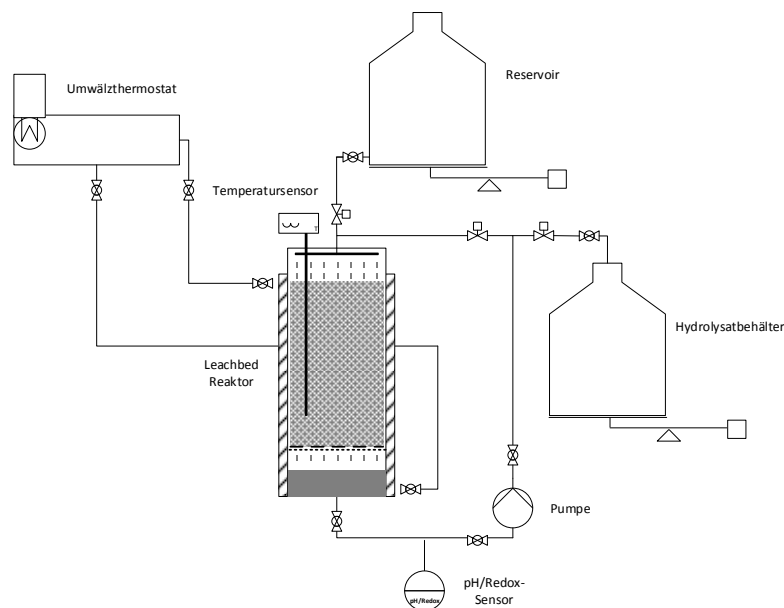 Reservoir
Umwälzthermostat
Temperatursensor
T
Hydrolysatbehälter
Leachbed
Reaktor
Pumpe
pH/Redox-
Sensor
pH/Redox